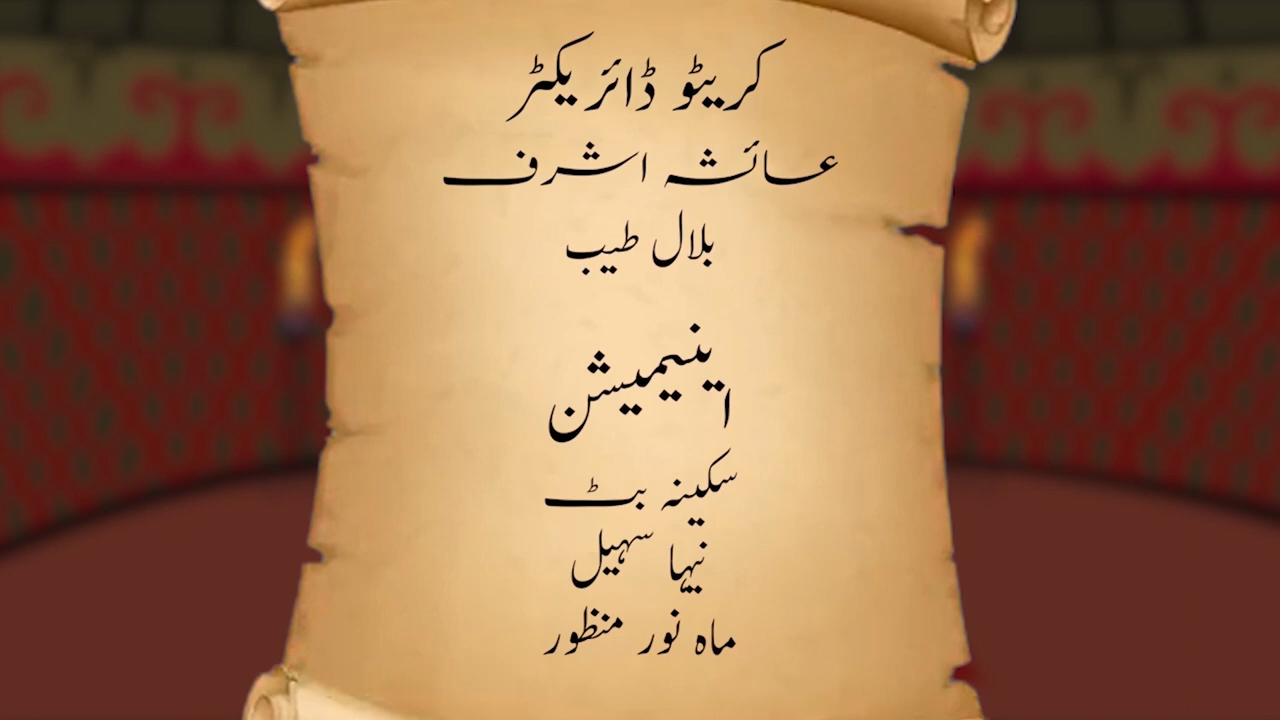 کریٹو ڈائریکٹر
عائشہ اشرف
بلال طیب
اینیمیشن
سکینہ بٹ
نیہا سہیل
ماہ نور منظور